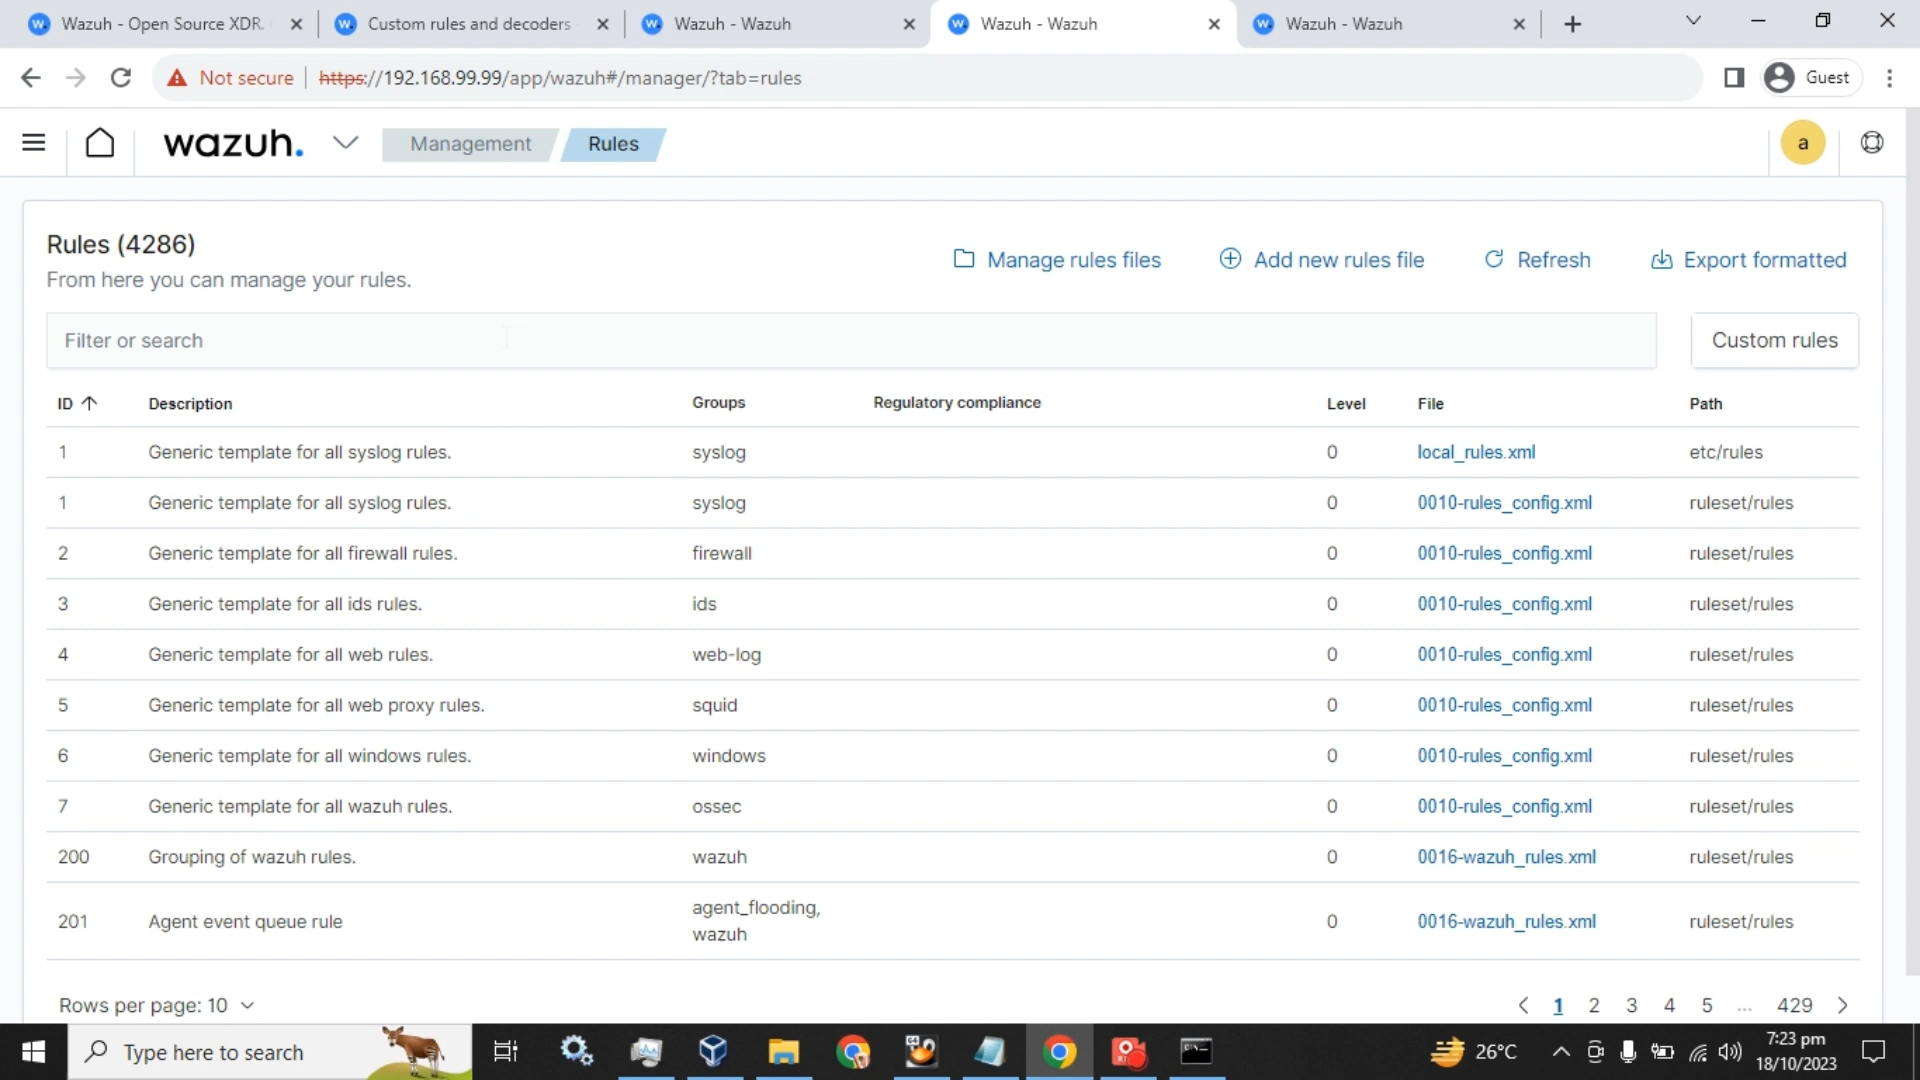 Wazuh - Open Source XDR.
Custom rules and decoders
Wazuh - Wazuh
Wazuh - Wazuh
Wazuh - Wazuh
Not secure
https://192.168.99.99/app/wazuh#/manager/?tab=rules
Guest
wazuh.
Management
Rules
a
Rules (4286)
From here you can manage your rules.
Manage rules files
Add new rules file
Refresh
Export formatted
Filter or search
Custom rules
ID Description Groups Regulatory compliance Level File Path
1 Generic template for all syslog rules. syslog 0 local_rules.xml etc/rules
1 Generic template for all syslog rules. syslog 0 0010-rules_config.xml ruleset/rules
2 Generic template for all firewall rules. firewall 0 0010-rules_config.xml ruleset/rules
3 Generic template for all ids rules. ids 0 0010-rules_config.xml ruleset/rules
4 Generic template for all web rules. web-log 0 0010-rules_config.xml ruleset/rules
5 Generic template for all web proxy rules. squid 0 0010-rules_config.xml ruleset/rules
6 Generic template for all windows rules. windows 0 0010-rules_config.xml ruleset/rules
7 Generic template for all wazuh rules. ossec 0 0010-rules_config.xml ruleset/rules
200 Grouping of wazuh rules. wazuh 0 0016-wazuh_rules.xml ruleset/rules
201 Agent event queue rule agent_flooding, wazuh 0 0016-wazuh_rules.xml ruleset/rules
Rows per page: 10
1 2 3 4 5 ... 429
Type here to search
26°C
7:23 pm
18/10/2023